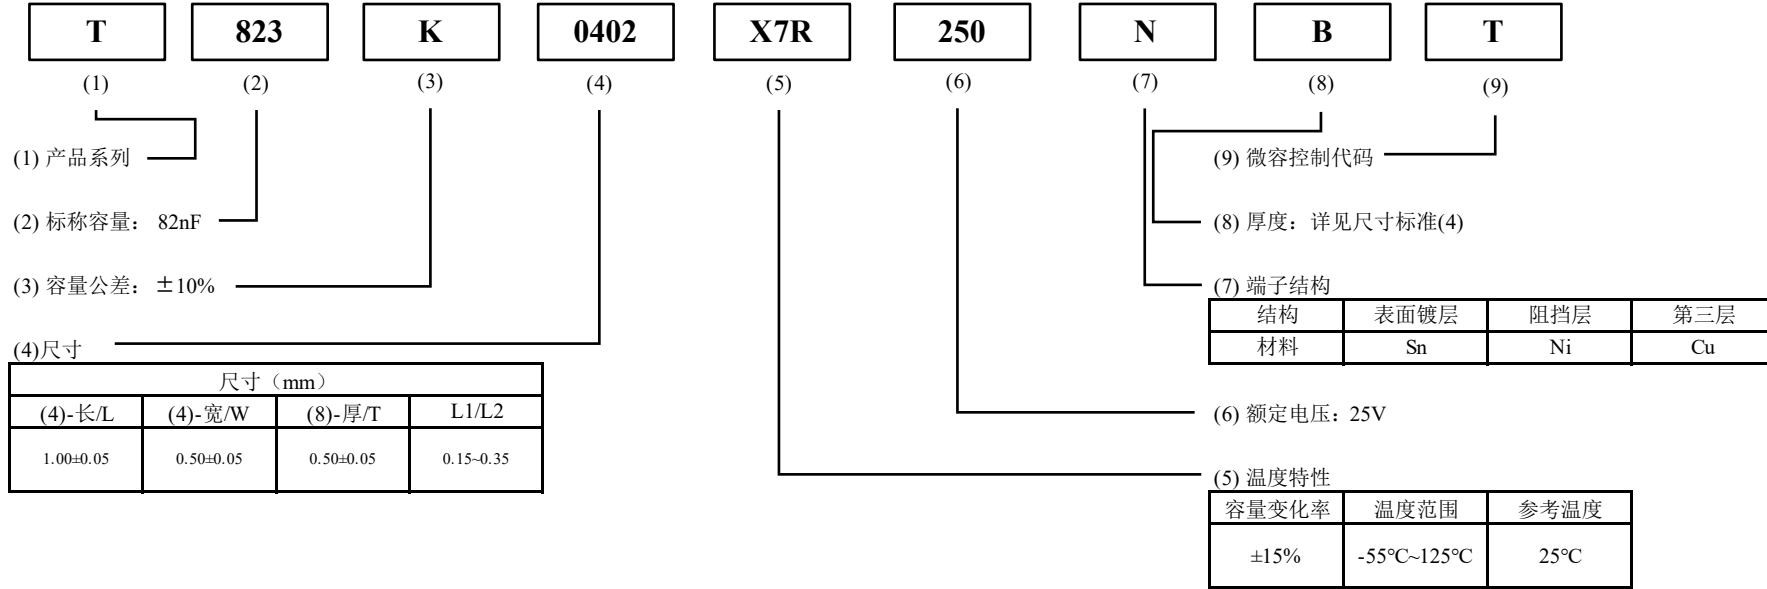 T 823 K 0402 X7R 250 N B T
(1) (2) (3) (4) (5) (6) (7) (8) (9)
(1) 产品系列
(9) 微容控制代码
(2) 标称容量： 82nF
(8) 厚度：详见尺寸标准(4)
(3) 容量公差： ±10%
(7) 端子结构
结构 表面镀层 阻挡层 第三层
材料 Sn Ni Cu
(4)尺寸
尺寸（mm）
(4)-长/L (4)-宽/W (8)-厚/T L1/L2
1.00±0.05 0.50±0.05 0.50±0.05 0.15~0.35
(6) 额定电压：25V
(5) 温度特性
容量变化率 温度范围 参考温度
±15% -55℃~125℃ 25℃